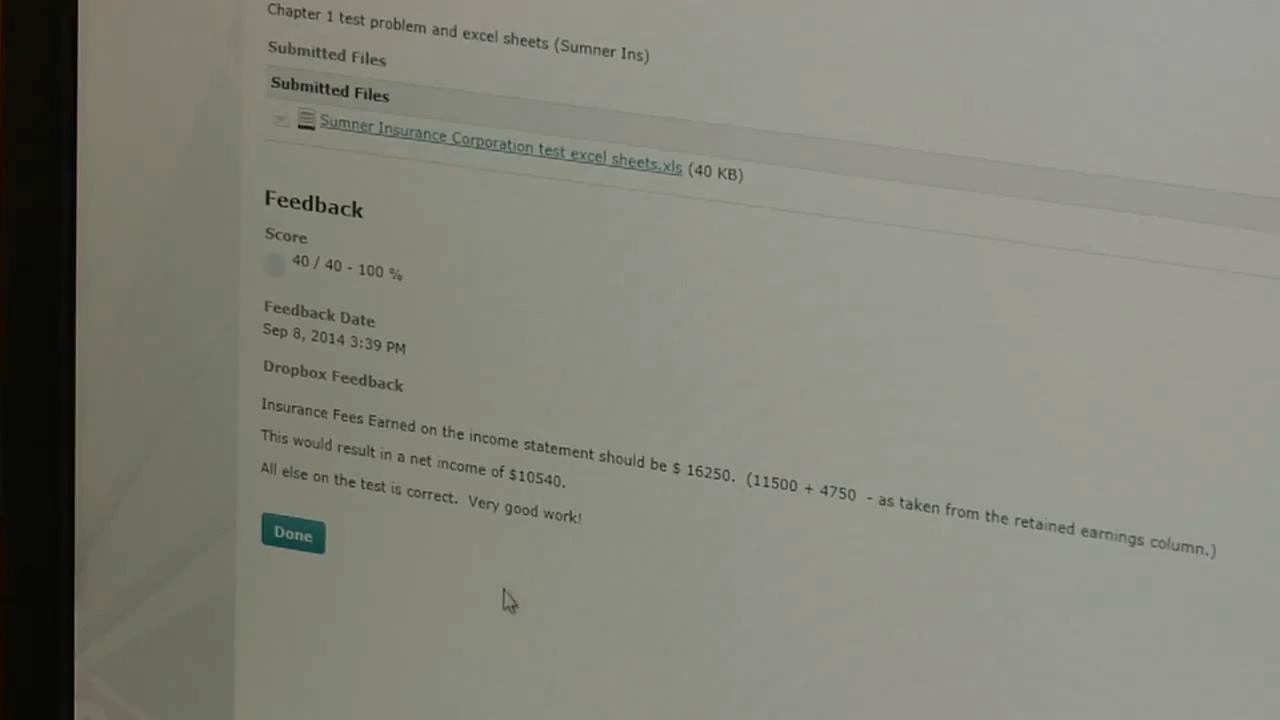 Chapter 1 test problem and excel sheets (Sumner Ins)
Submitted Files
Submitted Files
Sumner Insurance Corporation test excel sheets.xls (40 KB)
Feedback
Score
40 / 40 - 100 %
Feedback Date
Sep 8, 2014 3:39 PM
Dropbox Feedback
Insurance Fees Earned on the income statement should be $ 16250. (11500 + 4750 - as taken from the retained earnings column.)
This would result in a net income of $10540.
All else on the test is correct. Very good work!
Done